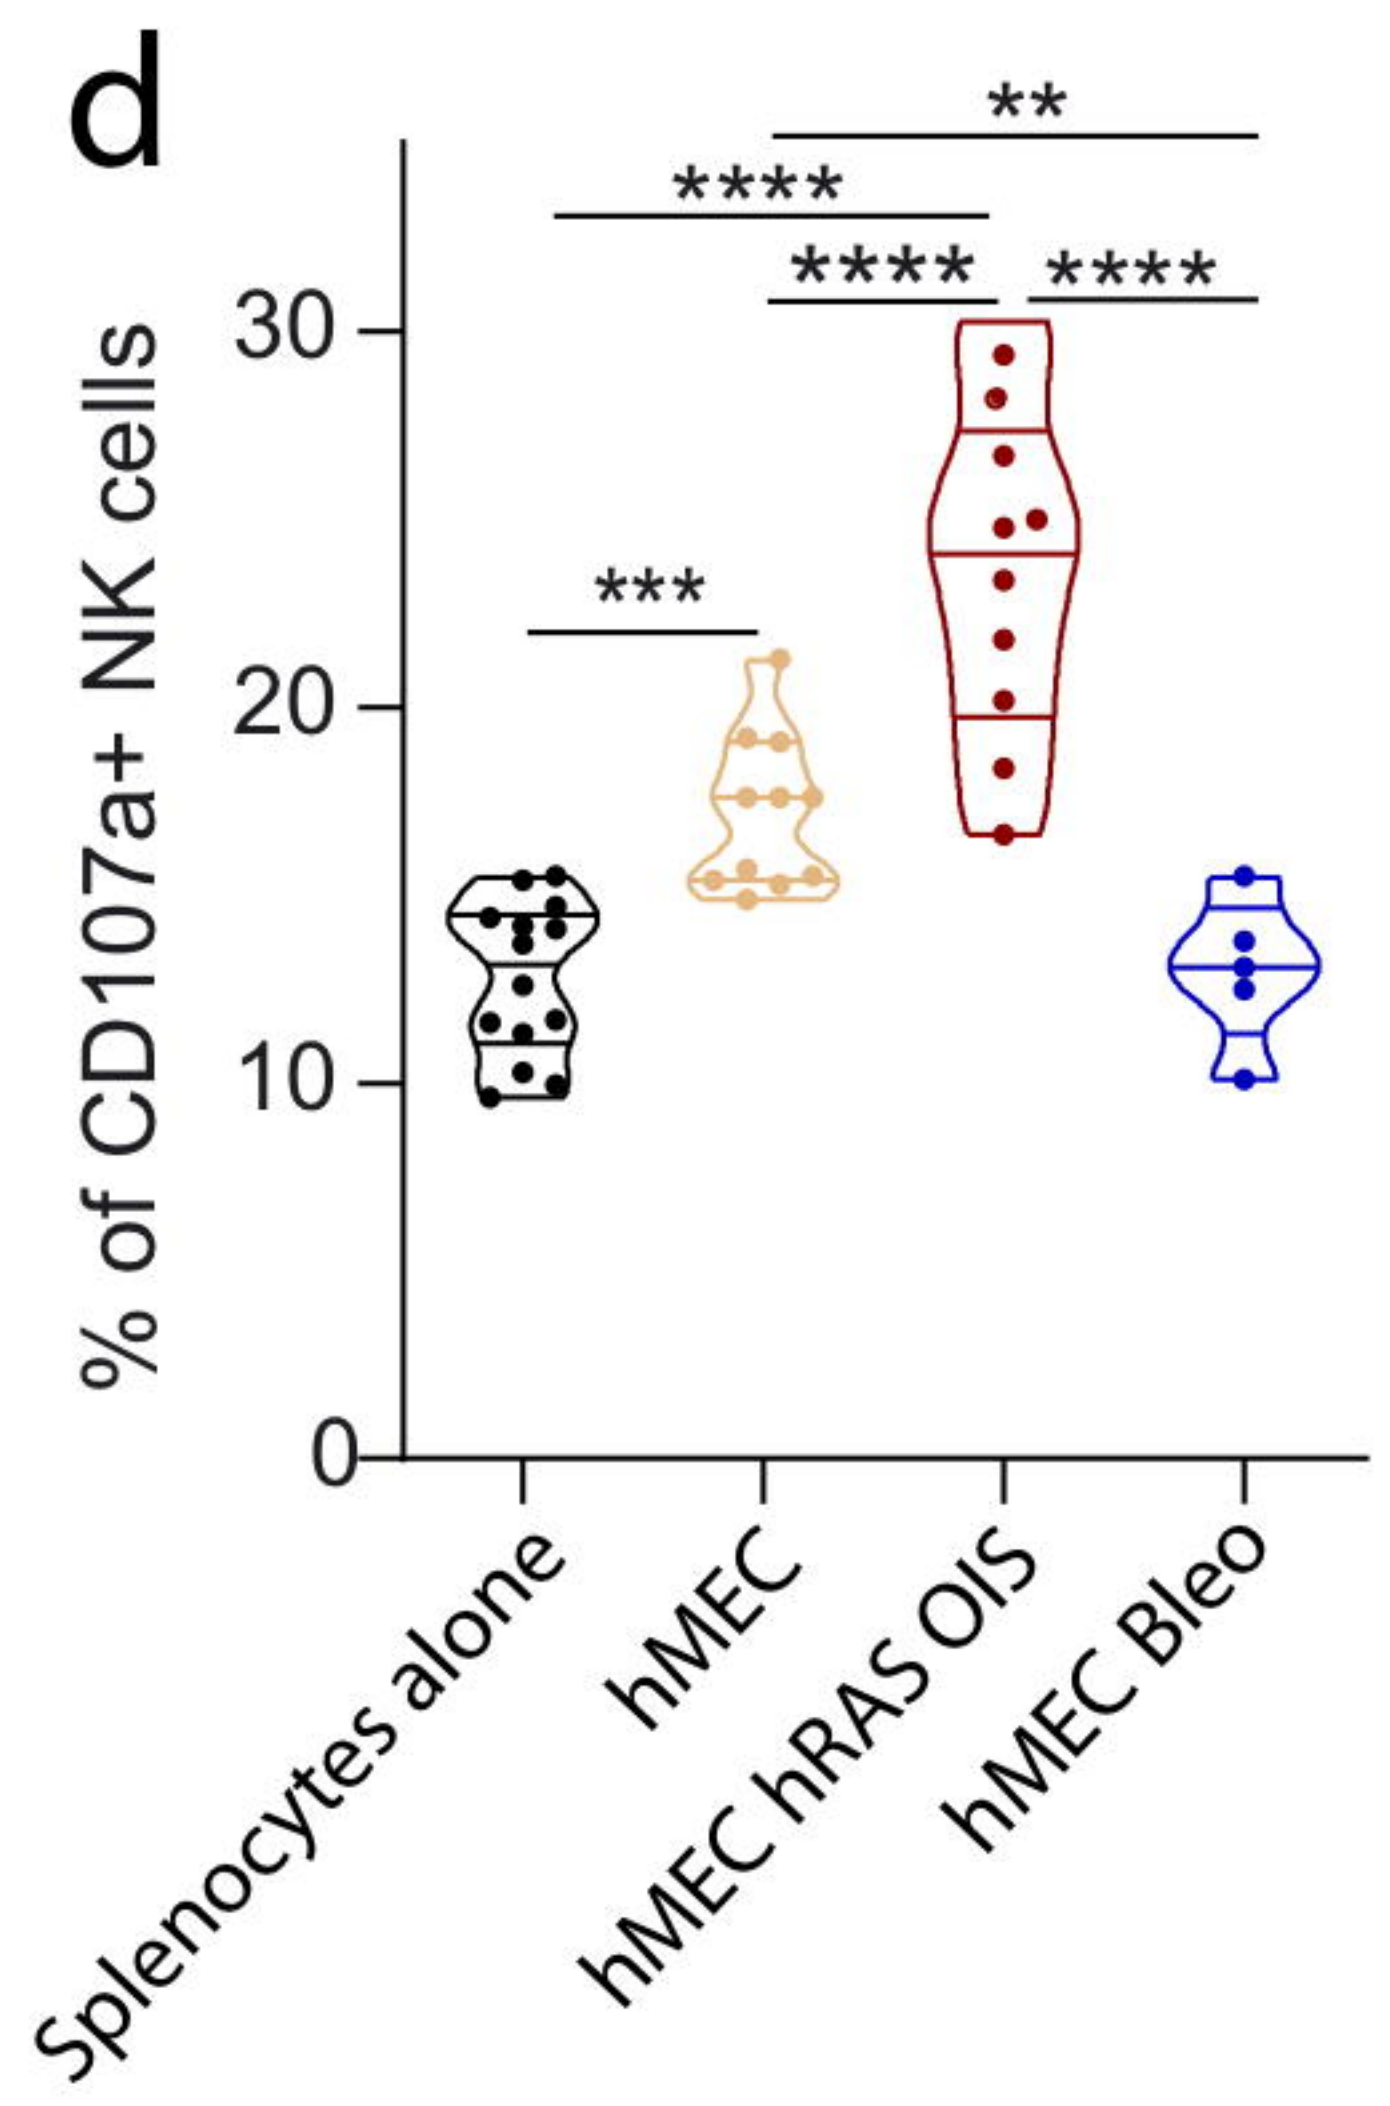 d
**
****
**** ****
***
% of CD107a+ NK cells
30
20
10
0
Splenocytes alone
hMEC
hMEC hRAS OIS
hMEC Bleo